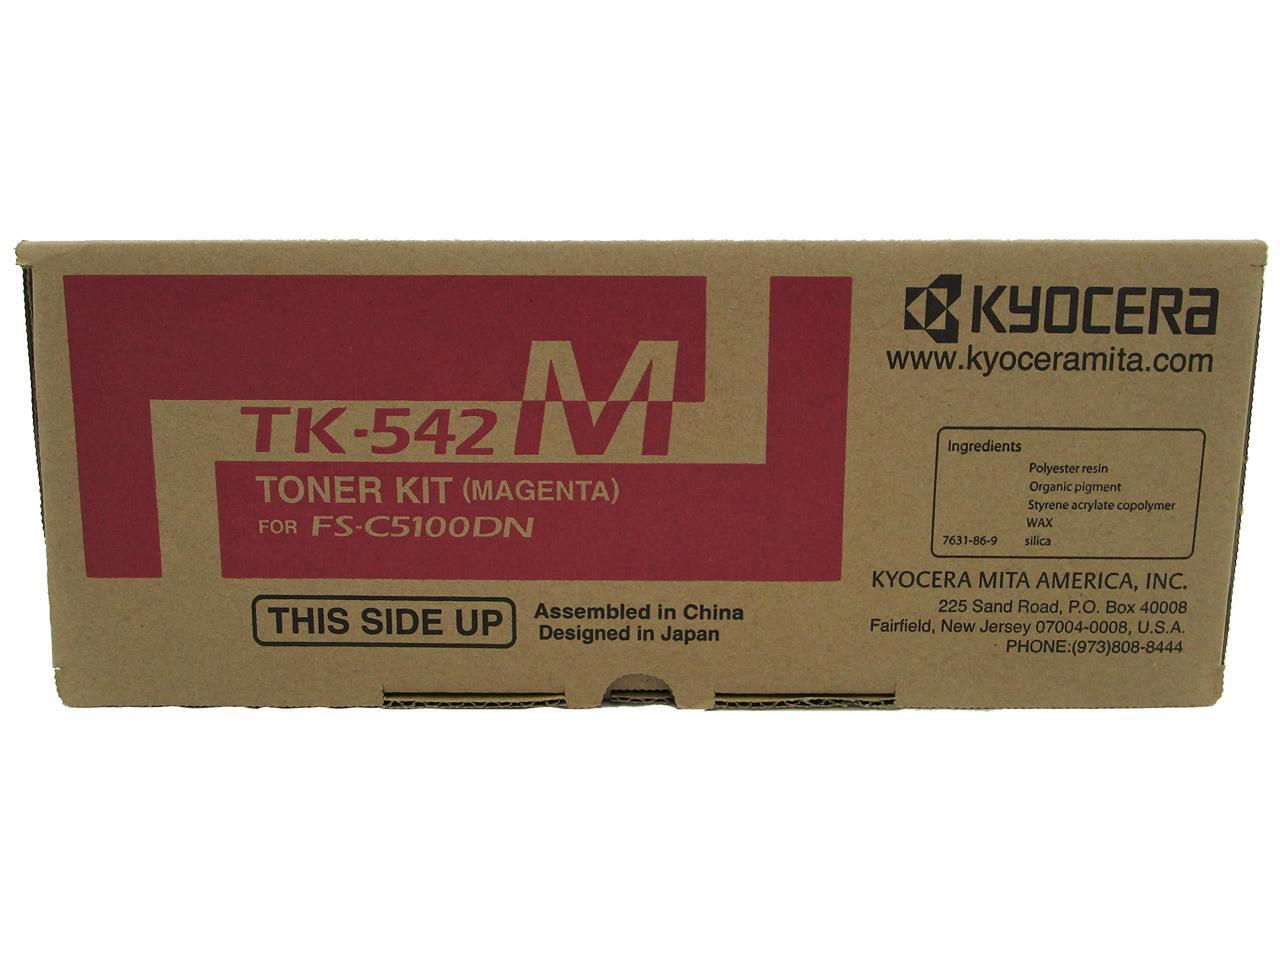 TK-542 M
TONER KIT (MAGENTA)
FOR FS-C5100DN
THIS SIDE UP
Assembled in China
Designed in Japan
KYOCERA
www.kyoceramita.com
Ingredients
Polyester resin
Organic pigment
Styrene acrylate copolymer
WAX
7631-86-9 silica
KYOCERA MITA AMERICA, INC.
225 Sand Road, P.O. Box 40008
Fairfield, New Jersey 07004-0008, U.S.A.
PHONE:(973)808-8444